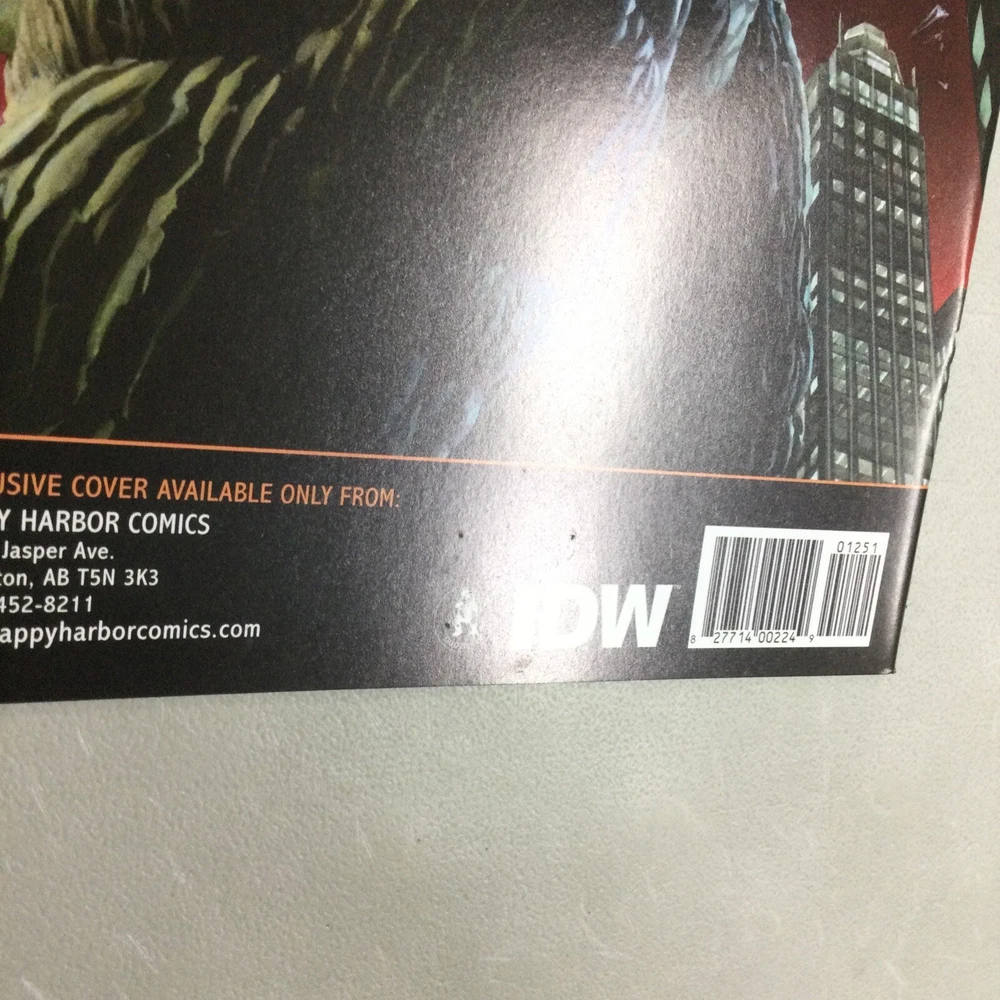 USIVE COVER AVAILABLE ONLY FROM:
Y HARBOR COMICS
Jasper Ave.
ton, AB T5N 3K3
452-8211
appyharborcomics.com
IDW
01251
8 27714 00224 9